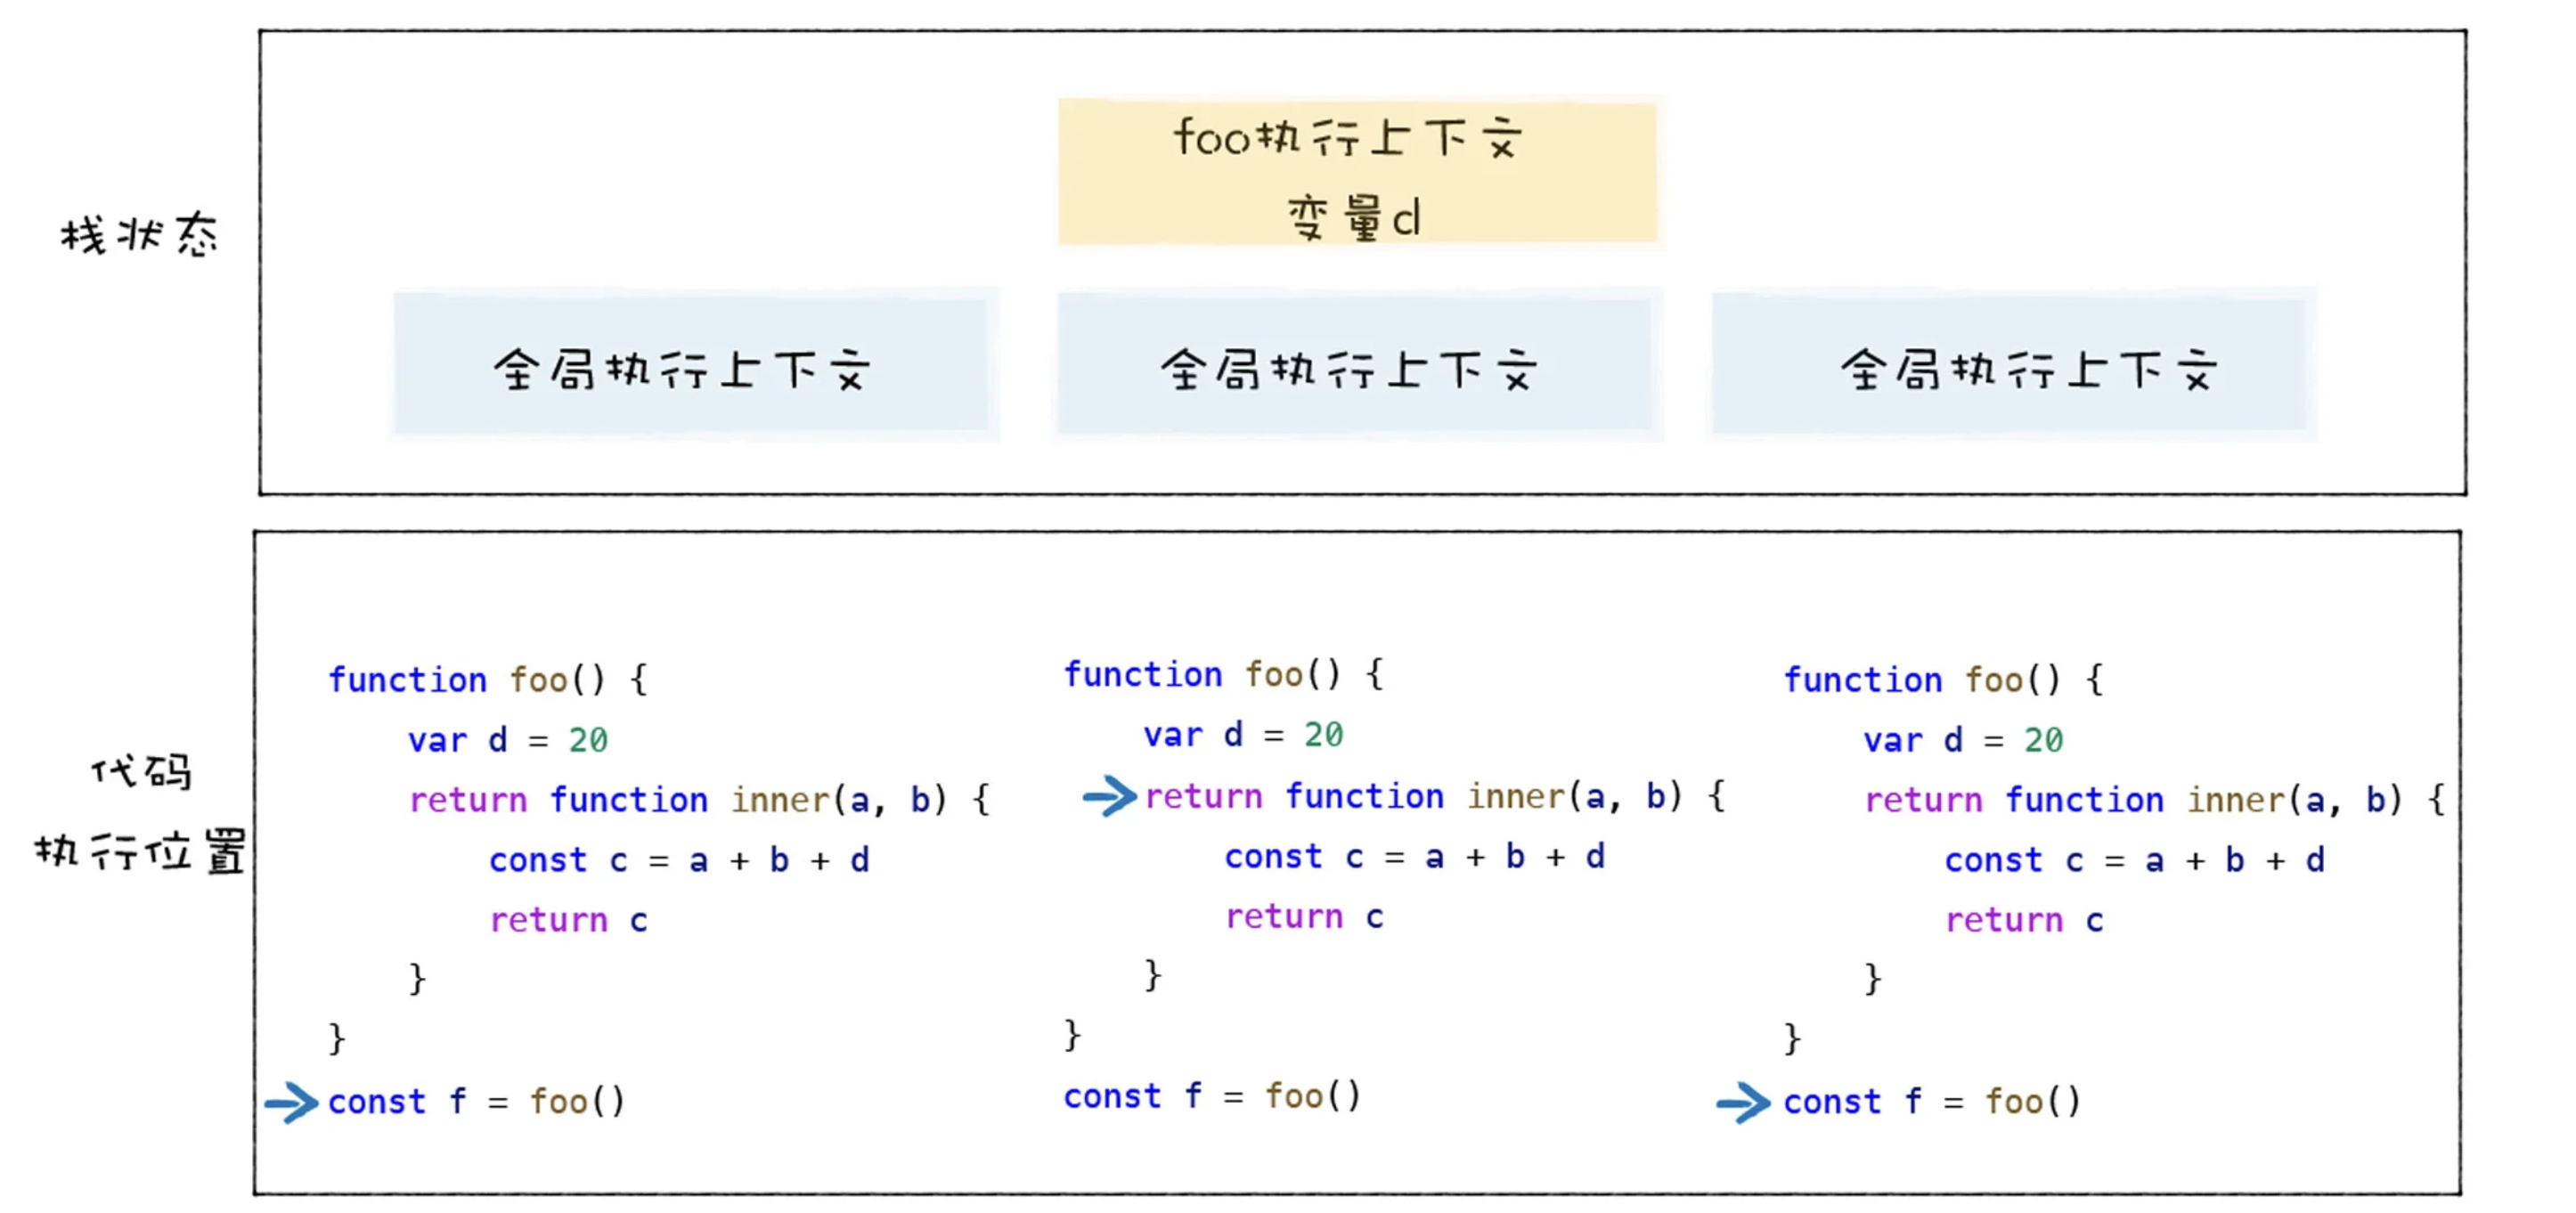 栈状态
foo执行上下文
变量d
全局执行上下文
全局执行上下文
全局执行上下文
代码
执行位置
function foo() {
var d = 20
return function inner(a, b) {
const c = a + b + d
return c
}
}
const f = foo()
function foo() {
var d = 20
return function inner(a, b) {
const c = a + b + d
return c
}
}
const f = foo()
function foo() {
var d = 20
return function inner(a, b) {
const c = a + b + d
return c
}
}
const f = foo()